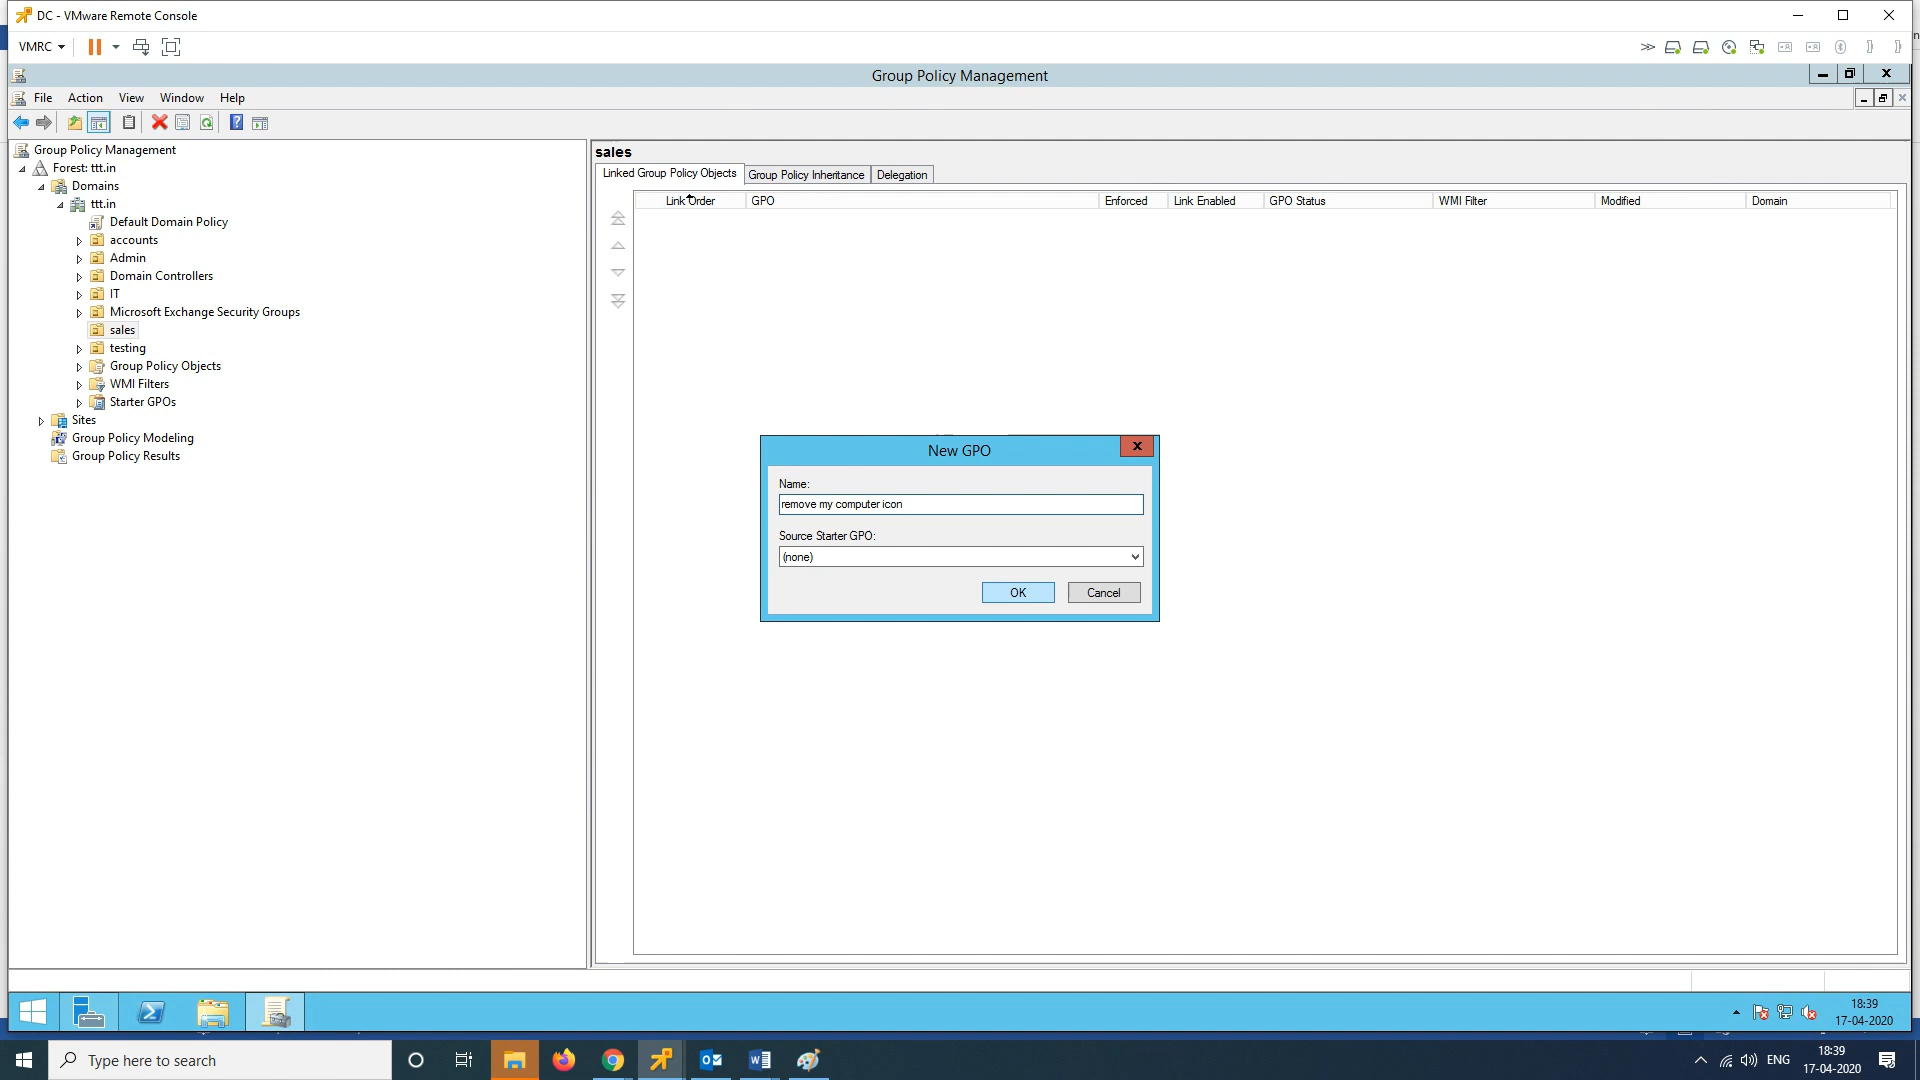 DC - VMware Remote Console
VMRC
Group Policy Management
File Action View Window Help
Group Policy Management
Forest: ttt.in
Domains
ttt.in
Default Domain Policy
accounts
Admin
Domain Controllers
IT
Microsoft Exchange Security Groups
sales
testing
Group Policy Objects
WMI Filters
Starter GPOs
Sites
Group Policy Modeling
Group Policy Results
sales
Linked Group Policy Objects Group Policy Inheritance Delegation
Link Order GPO Enforced Link Enabled GPO Status WMI Filter Modified Domain
New GPO
Name:
remove my computer icon
Source Starter GPO:
(none)
OK Cancel
18:39
17-04-2020
Type here to search
ENG
18:39
17-04-2020